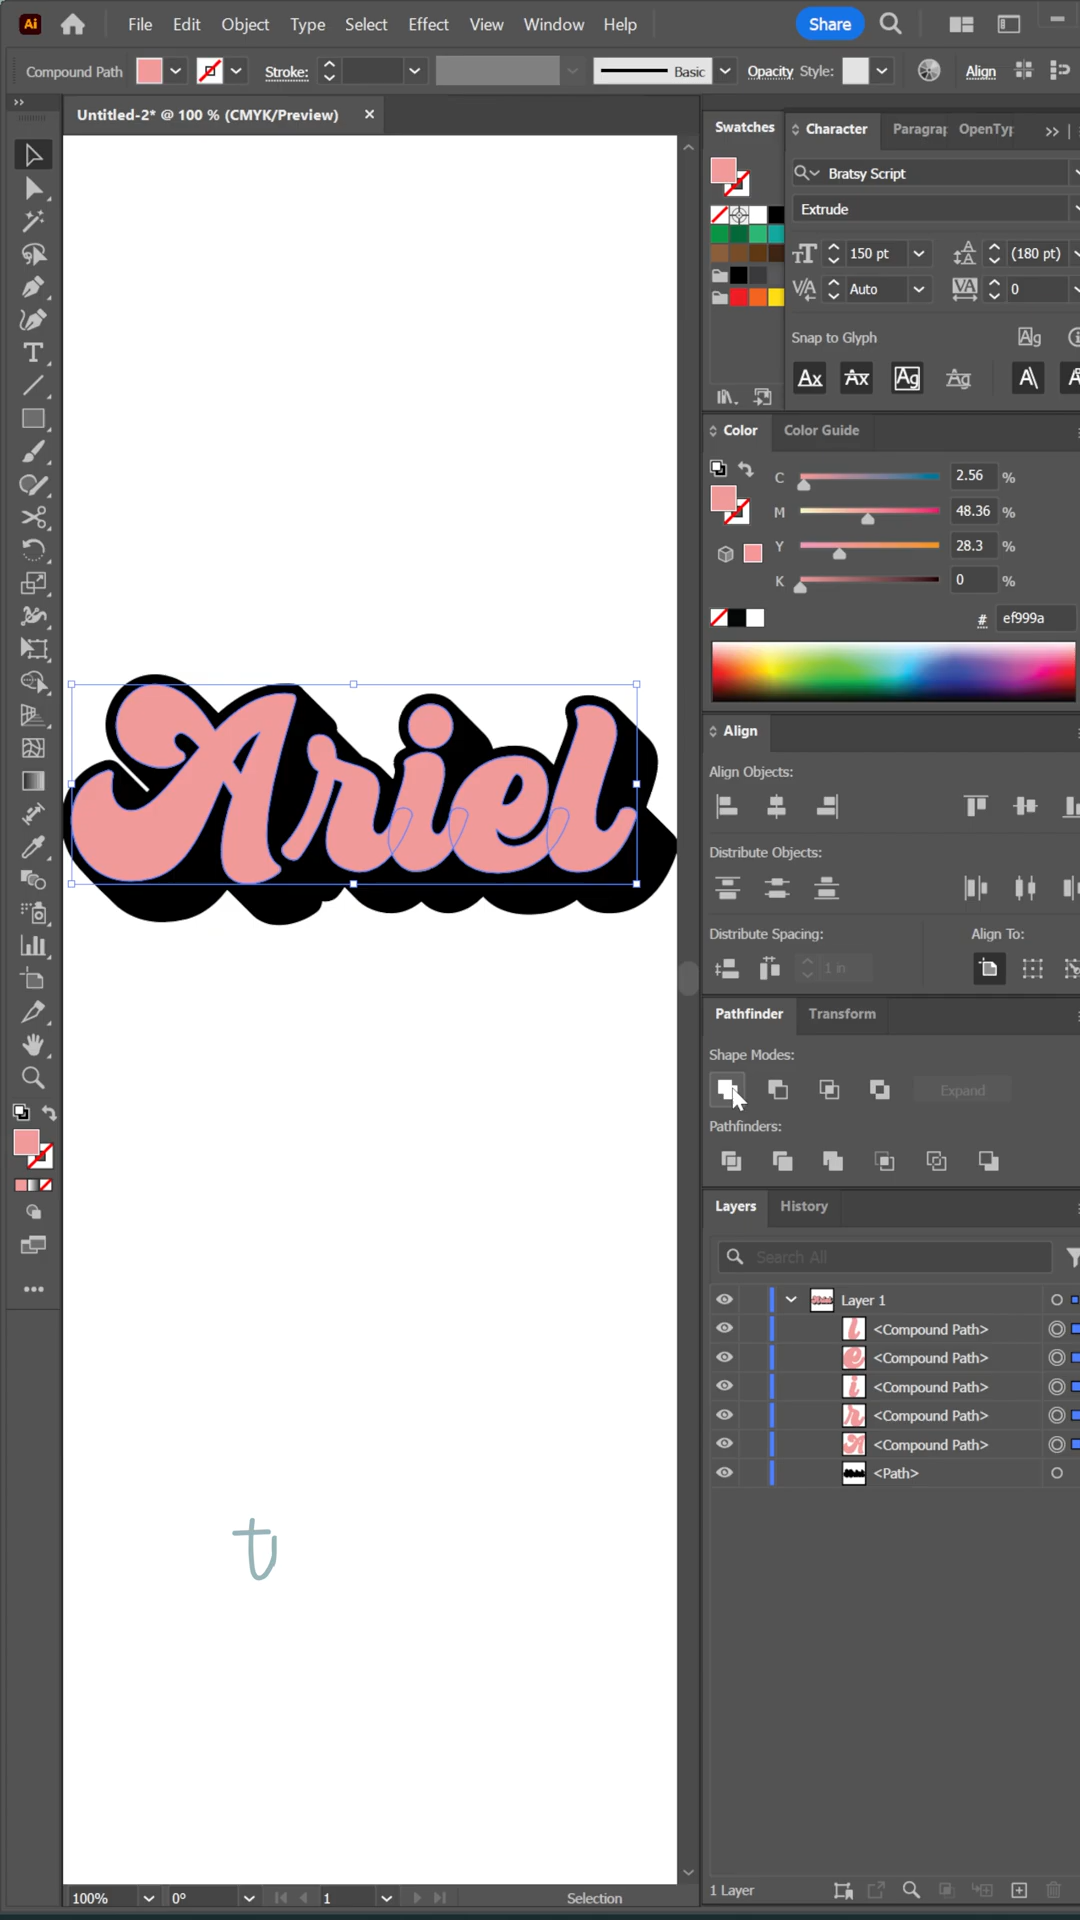 Ai File Edit Object Type Select Effect View Window Help Share
Compound Path Stroke: Basic Opacity Style: Align
Untitled-2* @ 100 % (CMYK/Preview)
Swatches Character Paragraph OpenTyp
Bratsy Script
Extrude
150 pt (180 pt)
Auto 0
Snap to Glyph
Color Color Guide
C 2.56 %
M 48.36 %
Y 28.3 %
K 0 %
# ef999a
Align
Align Objects:
Distribute Objects:
Distribute Spacing: Align To:
1 in
Ariel
Pathfinder Transform
Shape Modes:
Expand
Pathfinders:
Layers History
Search All
Layer 1
<Compound Path>
<Compound Path>
<Compound Path>
<Compound Path>
<Compound Path>
<Path>
1 Layer
100% 0° 1 Selection